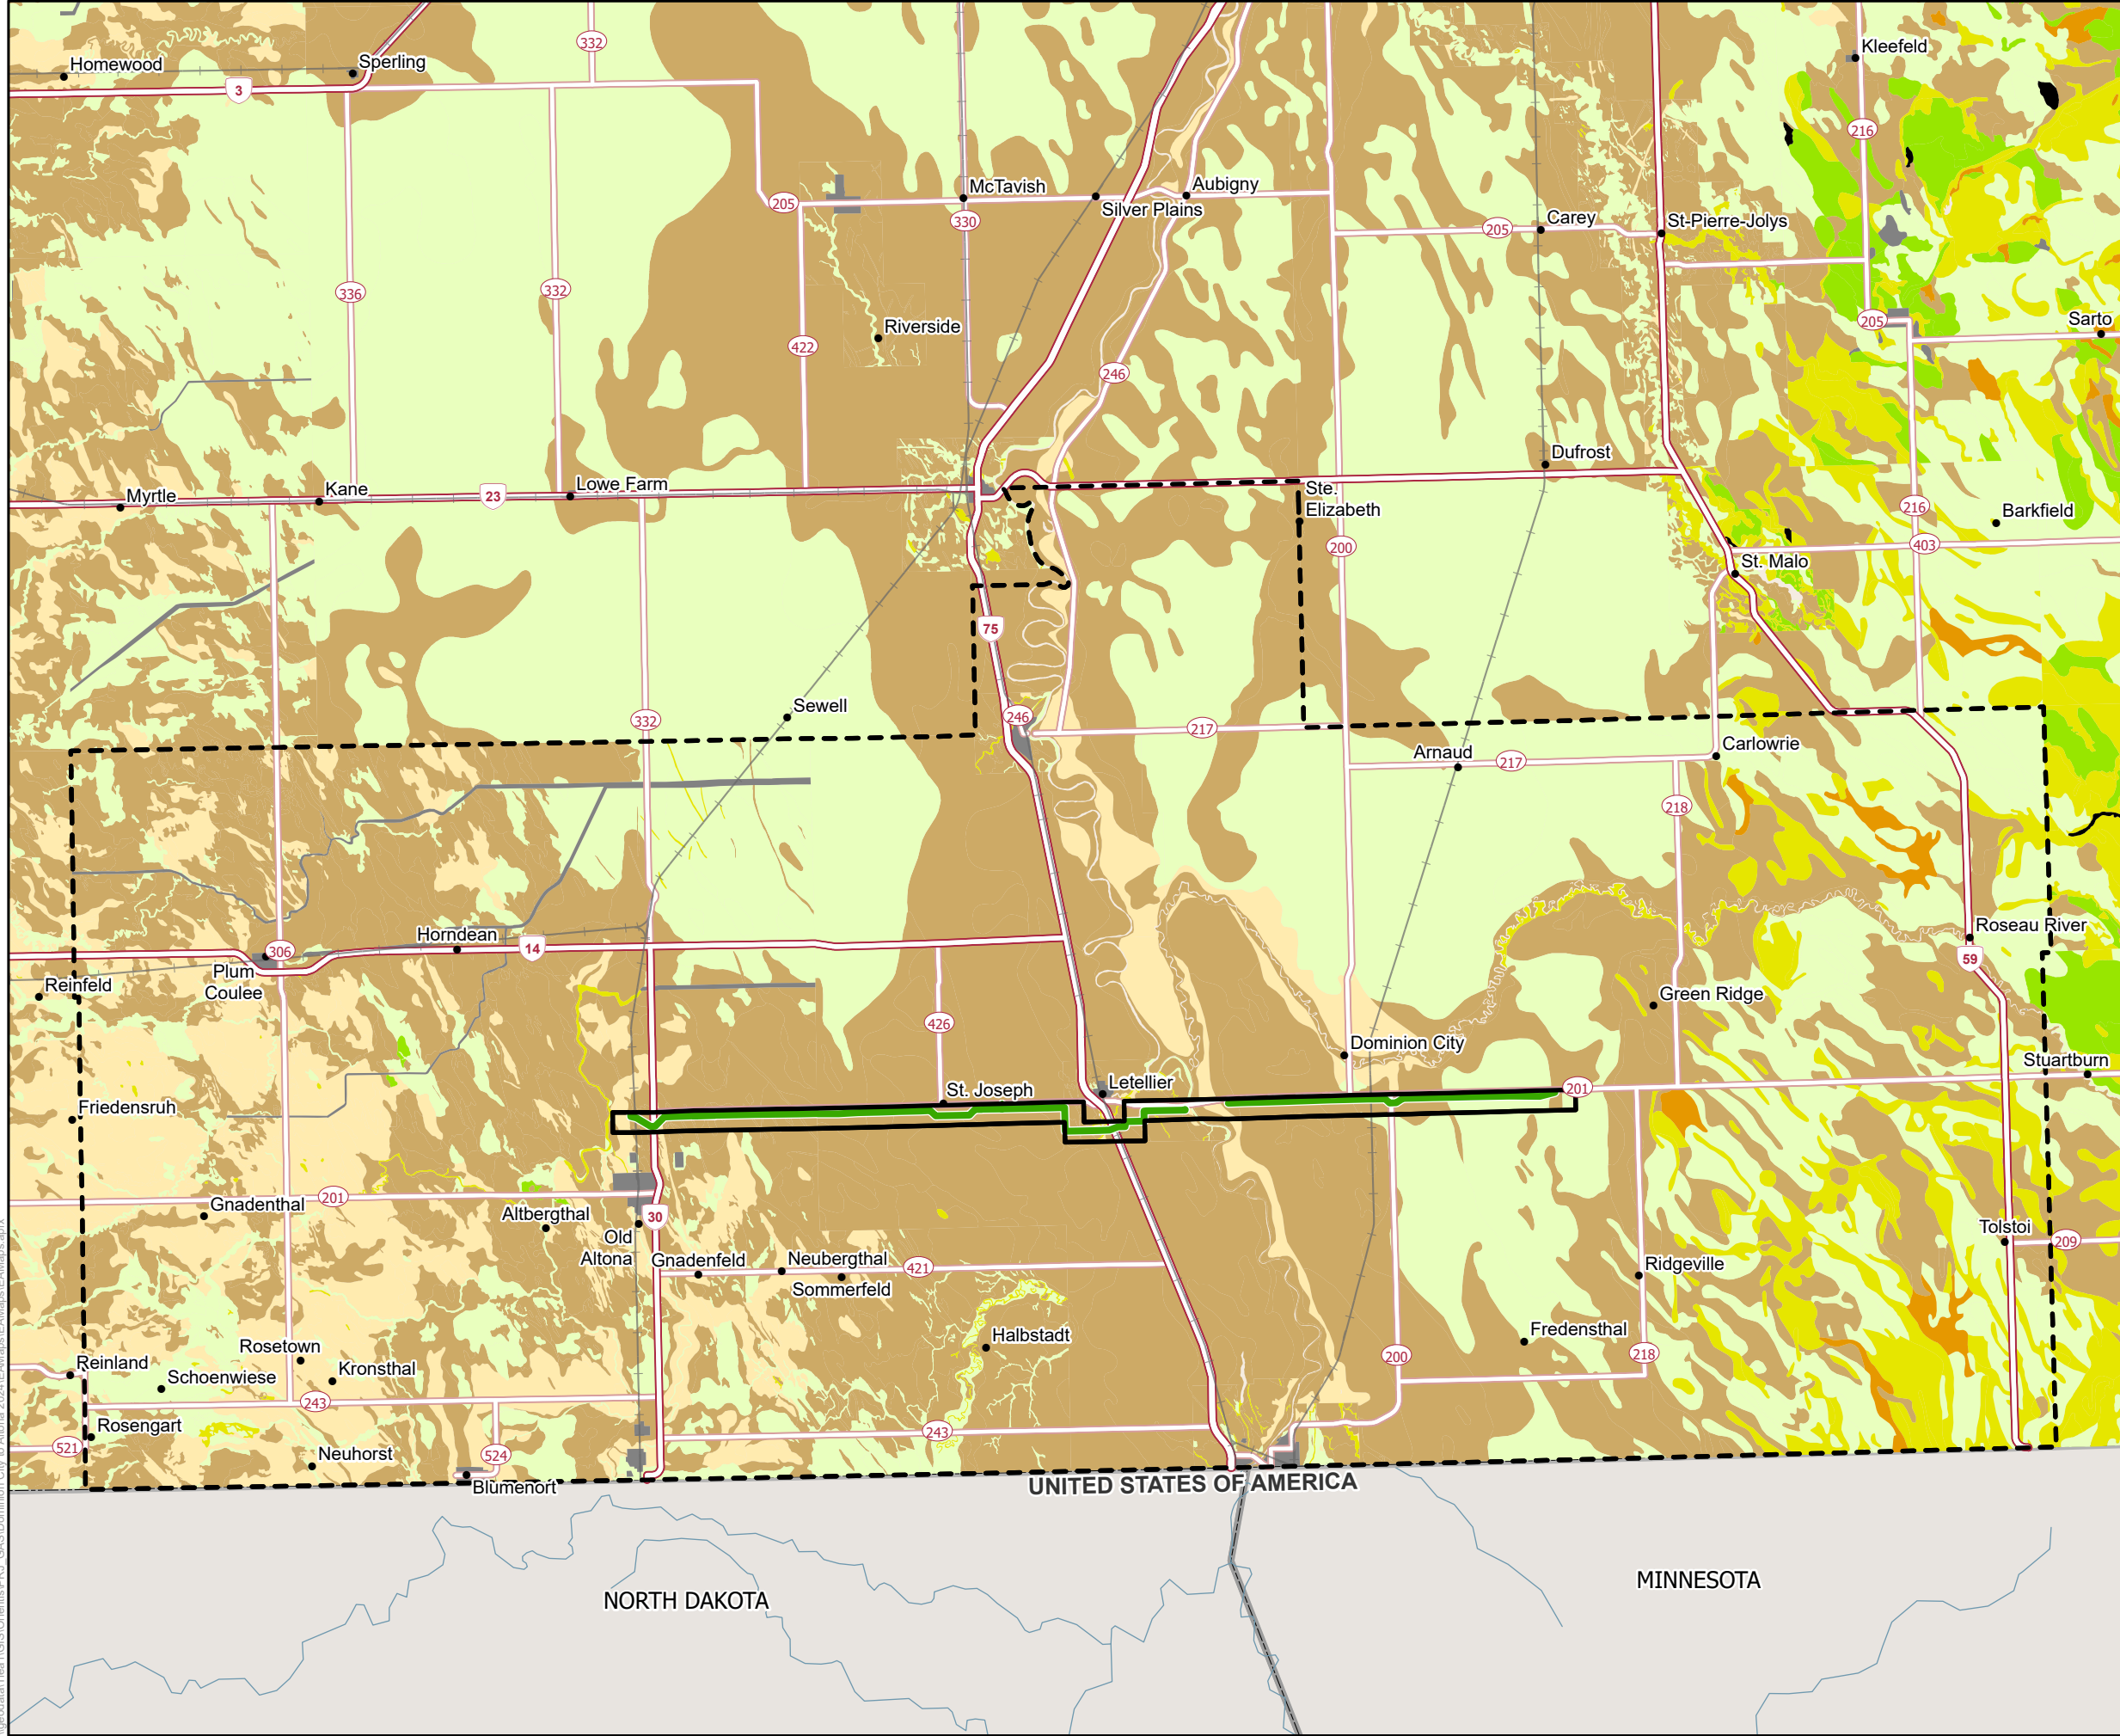 Kleefeld
332
Homewood
Sperling
3
216
McTavish
Aubigny
205
Silver Plains
330
Carey
St-Pierre-Jolys
205
336
332
Riverside
422
205
Sarto
246
Dufrost
Myrtle
Kane
23
Lowe Farm
Ste.
Elizabeth
216
Barkfield
200
403
St. Malo
75
Sewell
332
246
217
Arnaud
217
Carlowrie
218
Horndean
306
14
Roseau River
59
Plum
Coulee
Reinfeld
Green Ridge
426
Dominion City
Stuartburn
Letellier
St. Joseph
201
Friedensruh
201
Gnadenthal
Altbergthal
30
Old
Altona
Tolstoi
209
Gnadenfeld
Neubergthal
421
Sommerfeld
Ridgeville
Halbstadt
Fredensthal
Rosetown
Reinland
Kronsthal
Schoenwiese
200
218
243
Rosengart
521
243
Neuhorst
524
Blumenort
UNITED STATES OF AMERICA
NORTH DAKOTA
MINNESOTA